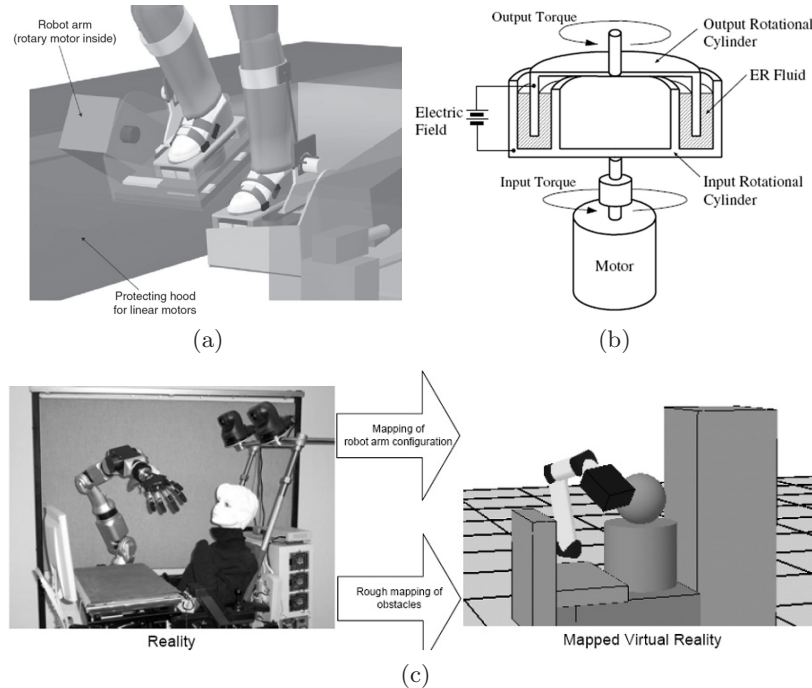 Robot arm
(rotary motor inside)
Protecting hood
for linear motors
(a)
Output Torque
Output Rotational
Cylinder
ER Fluid
Electric
Field
Input Torque
Input Rotational
Cylinder
Motor
(b)
Mapping of
robot arm configuration
Rough mapping of
obstacles
Reality
Mapped Virtual Reality
(c)